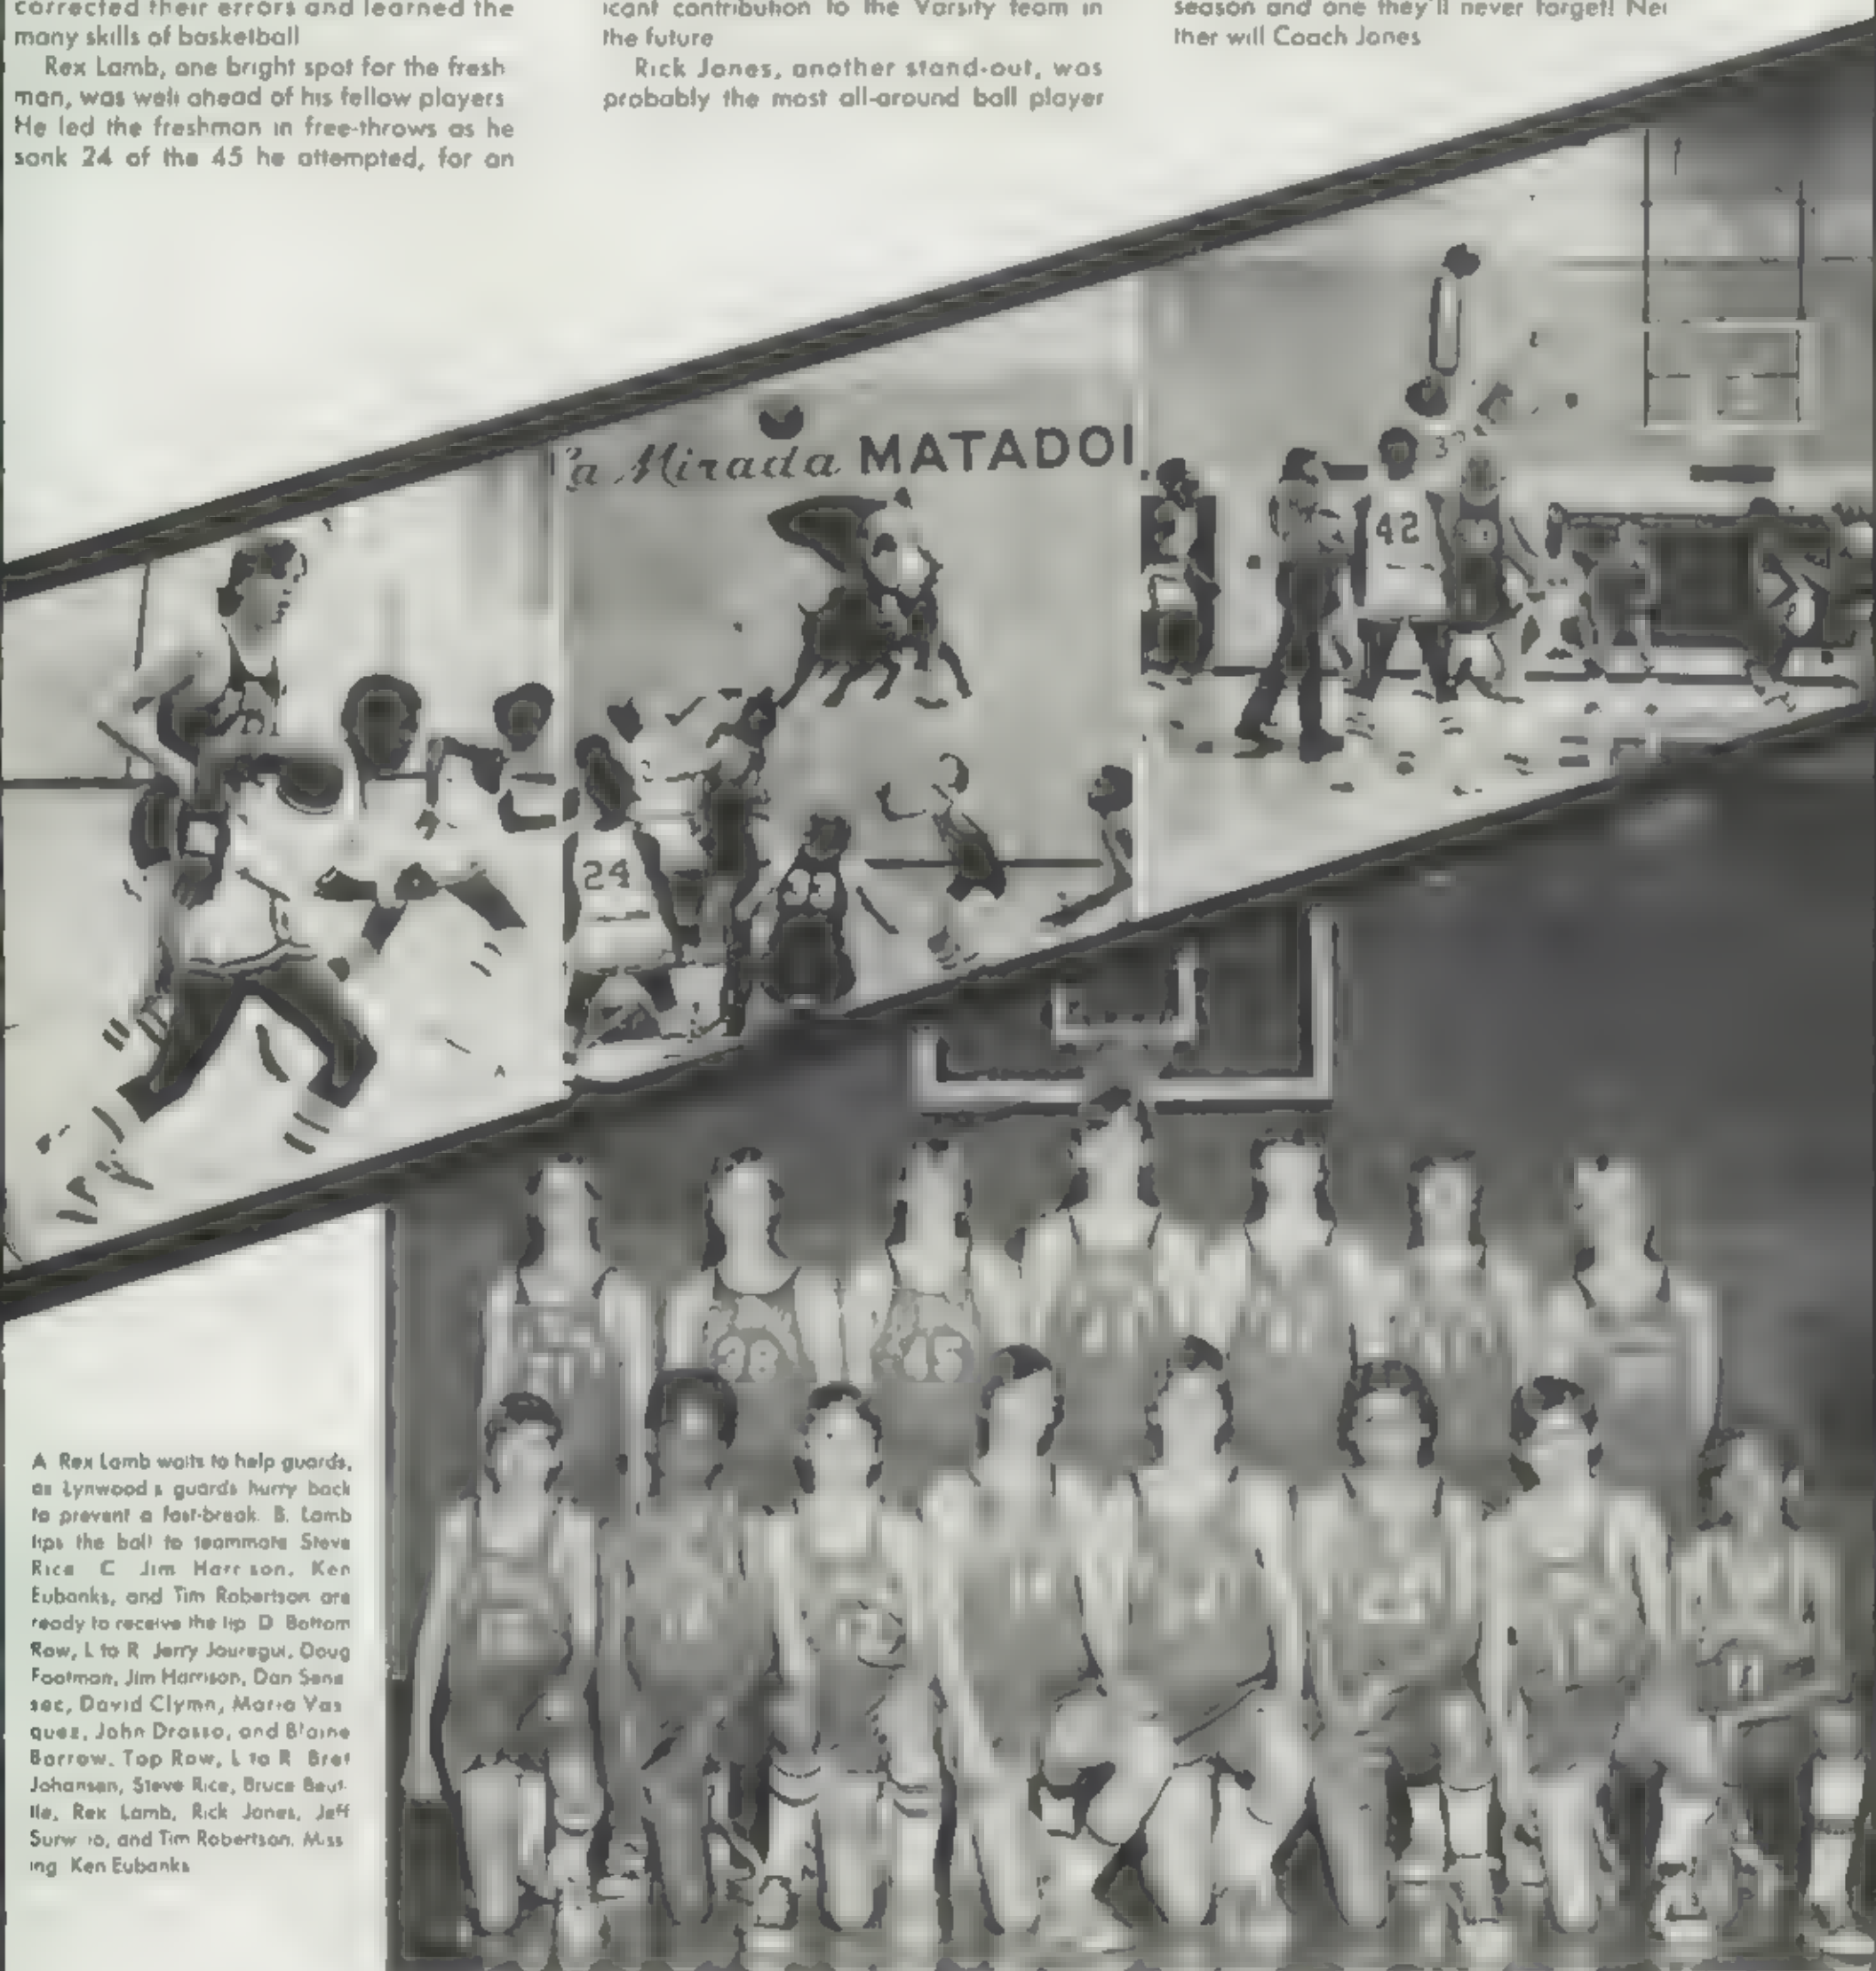 corrected their errors and learned the
many skills of basketball
Rex Lamb, one bright spot for the fresh
man, was well ahead of his fellow players
He led the freshman in free-throws as he
sank 24 of the 45 he attempted, for an
icant contribution to the Varsity team in
the future
Rick Jones, another stand-out, was
probably the most all-around ball player
season and one they'll never forget! Nei
ther will Coach Jones
La Mirada MATADOI
42
24
33
38
45
A Rex Lamb waits to help guards,
as Lynwood s guards hurry back
to prevent a fast-break. B. Lamb
tips the ball to teammate Steve
Rice C Jim Harr son, Ken
Eubanks, and Tim Robertson are
ready to receive the tip D Bottom
Row, L to R Jerry Jouregui, Doug
Footman, Jim Harrison, Dan Sene
sec, David Clymn, Mario Vas
quez, John Drasso, and Blaine
Barrow. Top Row, L to R Bret
Johansen, Steve Rice, Bruce Beut-
lle, Rex Lamb, Rick Jones, Jeff
and Tim Robertson. Miss
ing Ken Eubanks